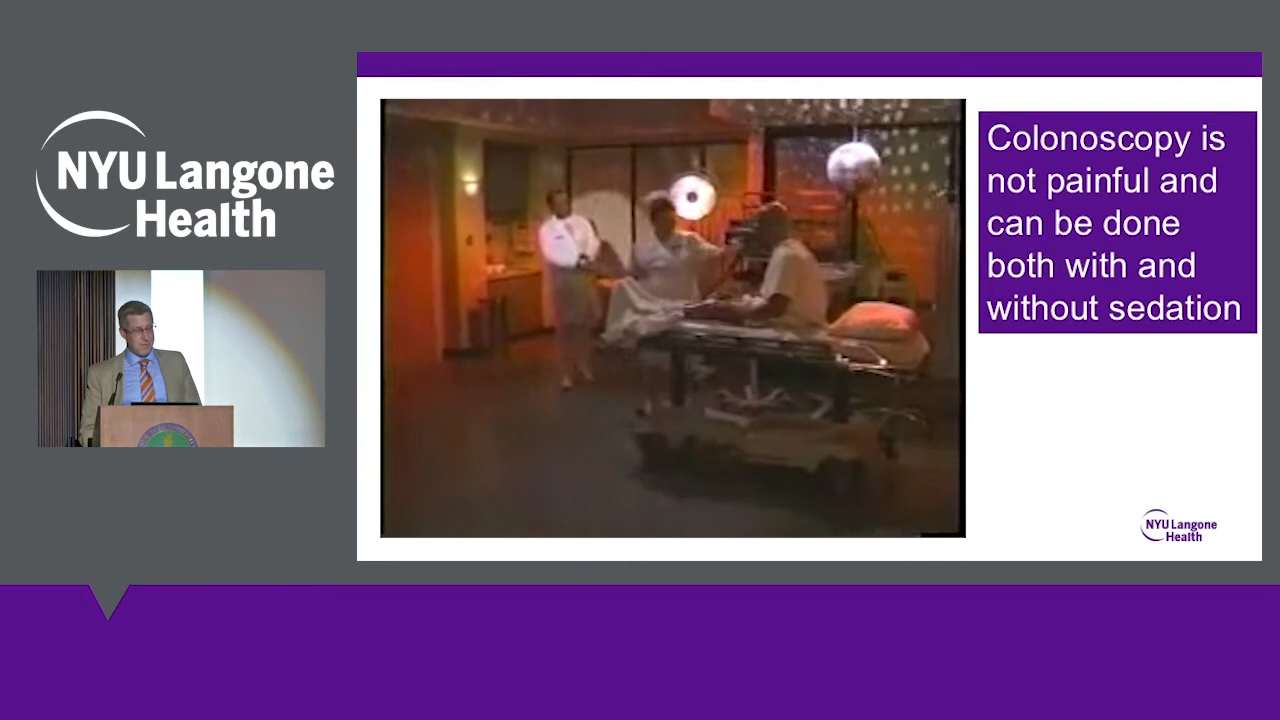 NYU Langone
Health
Colonoscopy is
not painful and
can be done
both with and
without sedation
NYU Langone
Health